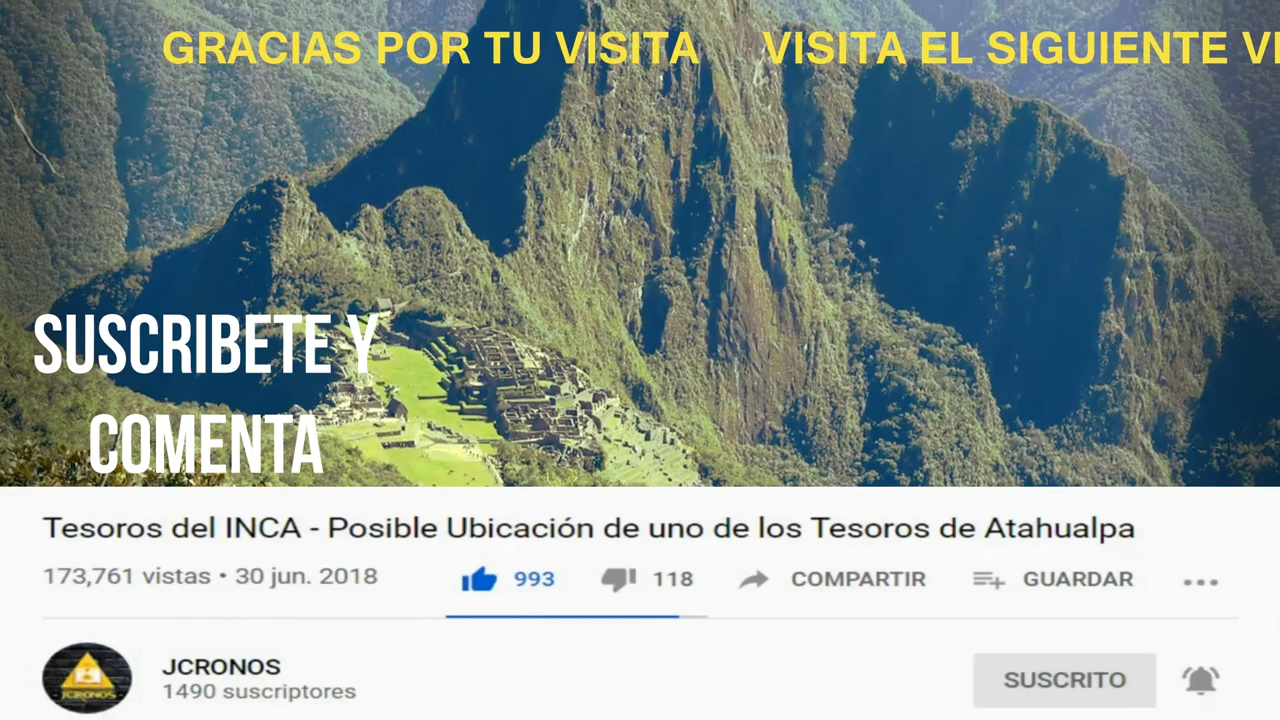 GRACIAS POR TU VISITA VISITA EL SIGUIENTE
SUSCRIBETE Y
COMENTA
Tesoros del INCA - Posible Ubicación de uno de los Tesoros de Atahualpa
173,761 vistas • 30 jun. 2018 993 118 COMPARTIR GUARDAR
JCRONOS
JCRONOS
1490 suscriptores
SUSCRITO